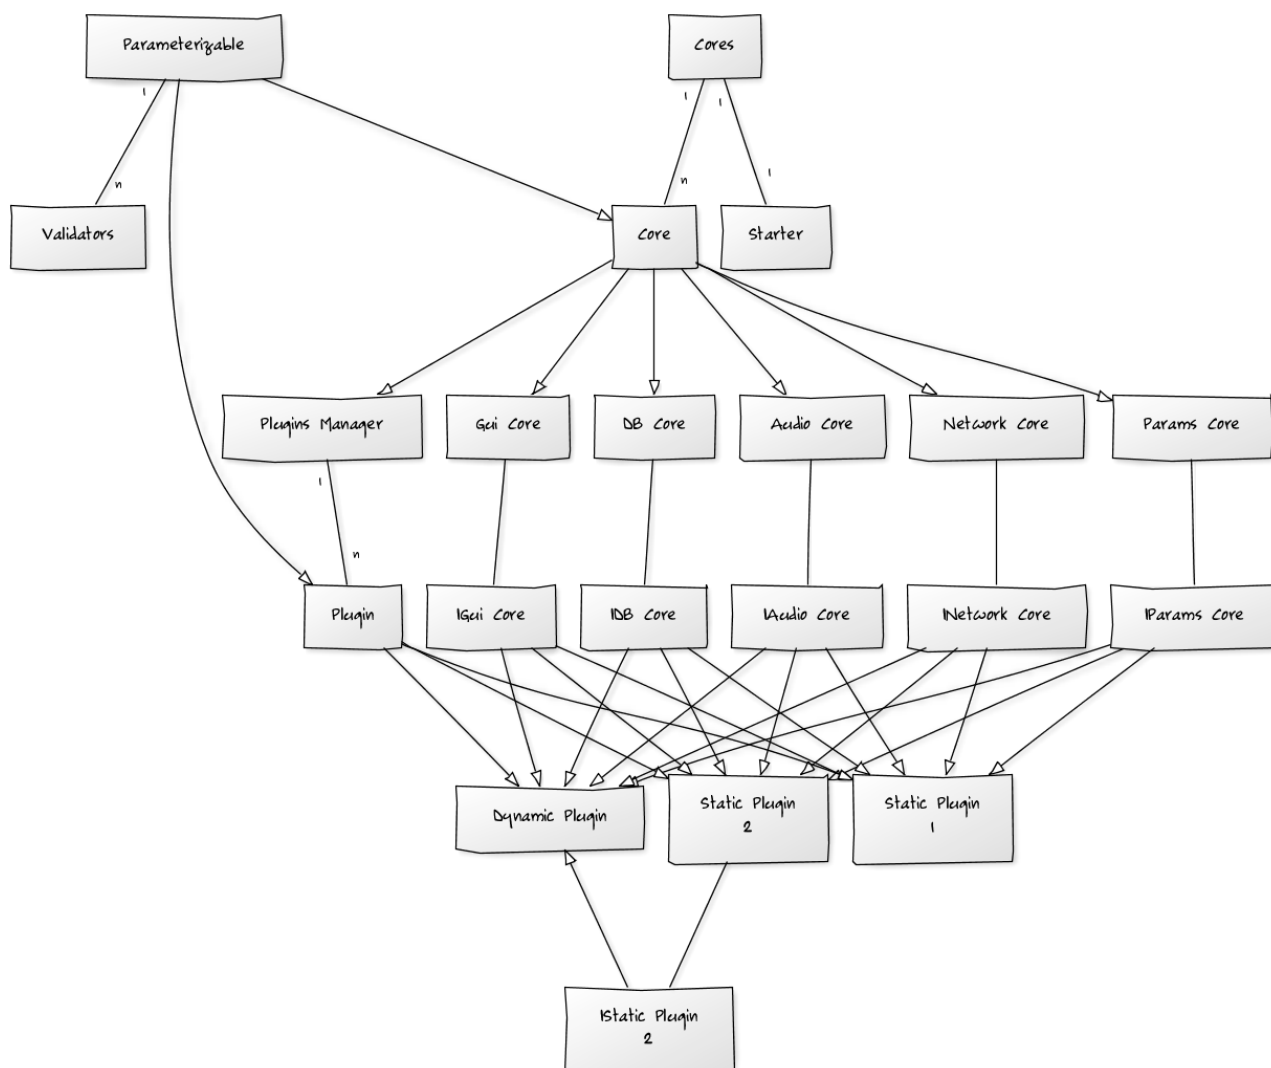 Parameterizable
Cores
1
1
1
n
n
1
Validators
Core
Starter
Plugins Manager
Gui Core
DB Core
Audio Core
Network Core
Params Core
1
n
Plugin
IGui Core
IDB Core
IAudio Core
INetwork Core
IParams Core
Dynamic Plugin
Static Plugin
2
Static Plugin
1
IStatic Plugin
2